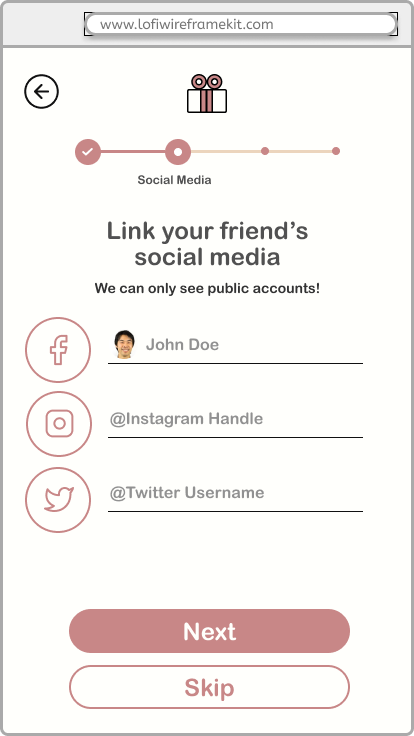 www.lofiwireframekit.com
Social Media
Link your friend’s
social media
We can only see public accounts!
John Doe
@Instagram Handle
@Twitter Username
Next
Skip